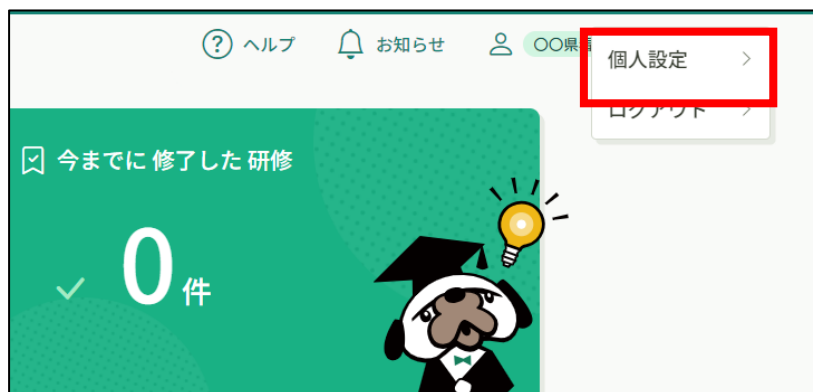 ヘルプ
お知らせ
〇〇県
個人設定
ログアウト
今までに 修了した 研修
0 件